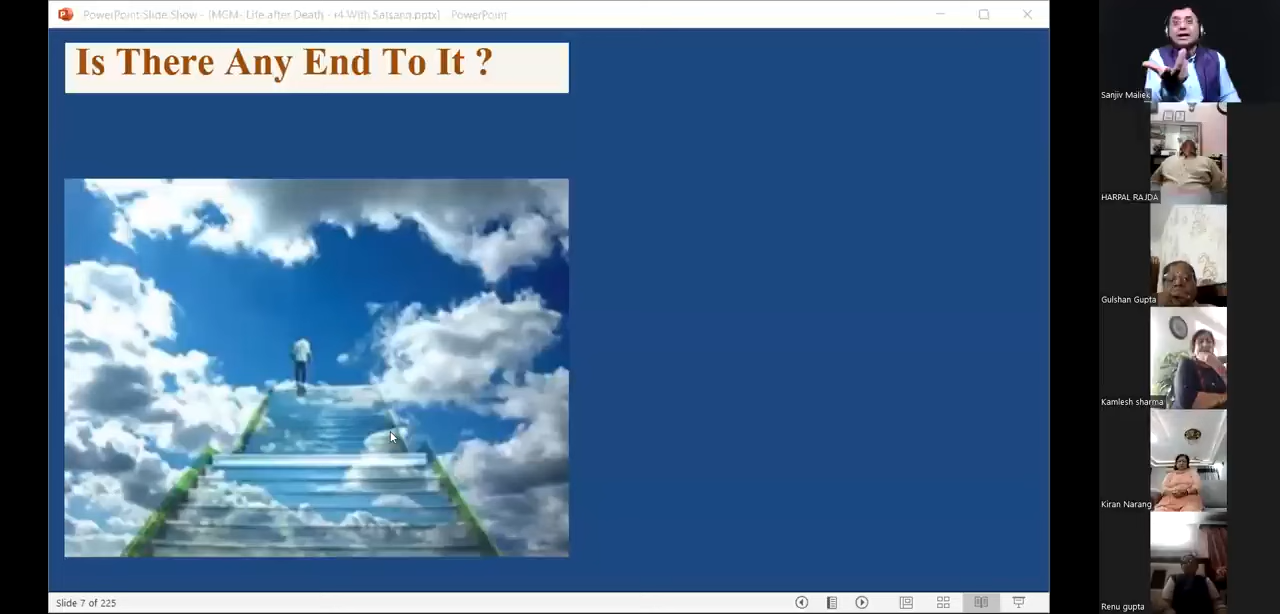 PowerPoint Slide Show - [MGM- Life after Death - r4 With Satsang.pptx] - PowerPoint
Is There Any End To It ?
Sanjiv Maliek
HARPAL RAJDA
Gulshan Gupta
Kamlesh sharma
Kiran Narang
Renu gupta
Slide 7 of 225